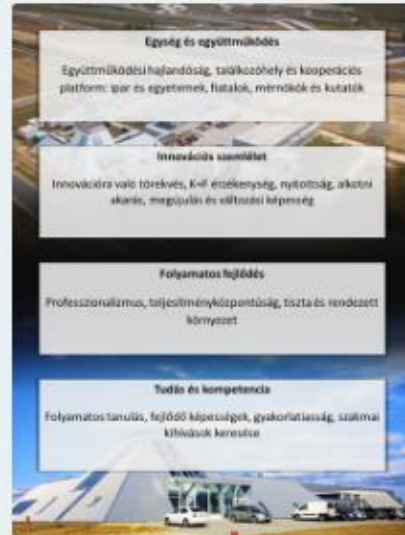 Egység és együttműködés
Együttműködési hajlandóság, találkozóhely és kooperációs
platform: ipar és egyetemek, fiatalok, mérnökök és kutatók
Innovációs szemlélet
Innovációra való törekvés, K+F érzékenység, nyitottság, alkotni
akarás, megújulás és változási képesség
Folyamatos fejlődés
Professzionalizmus, teljesítményközpontúság, tiszta és rendezett
környezet
Tudás és kompetencia
Folyamatos tanulás, fejlődő képességek, gyakorlatiasság, szakmai
kihívások keresése